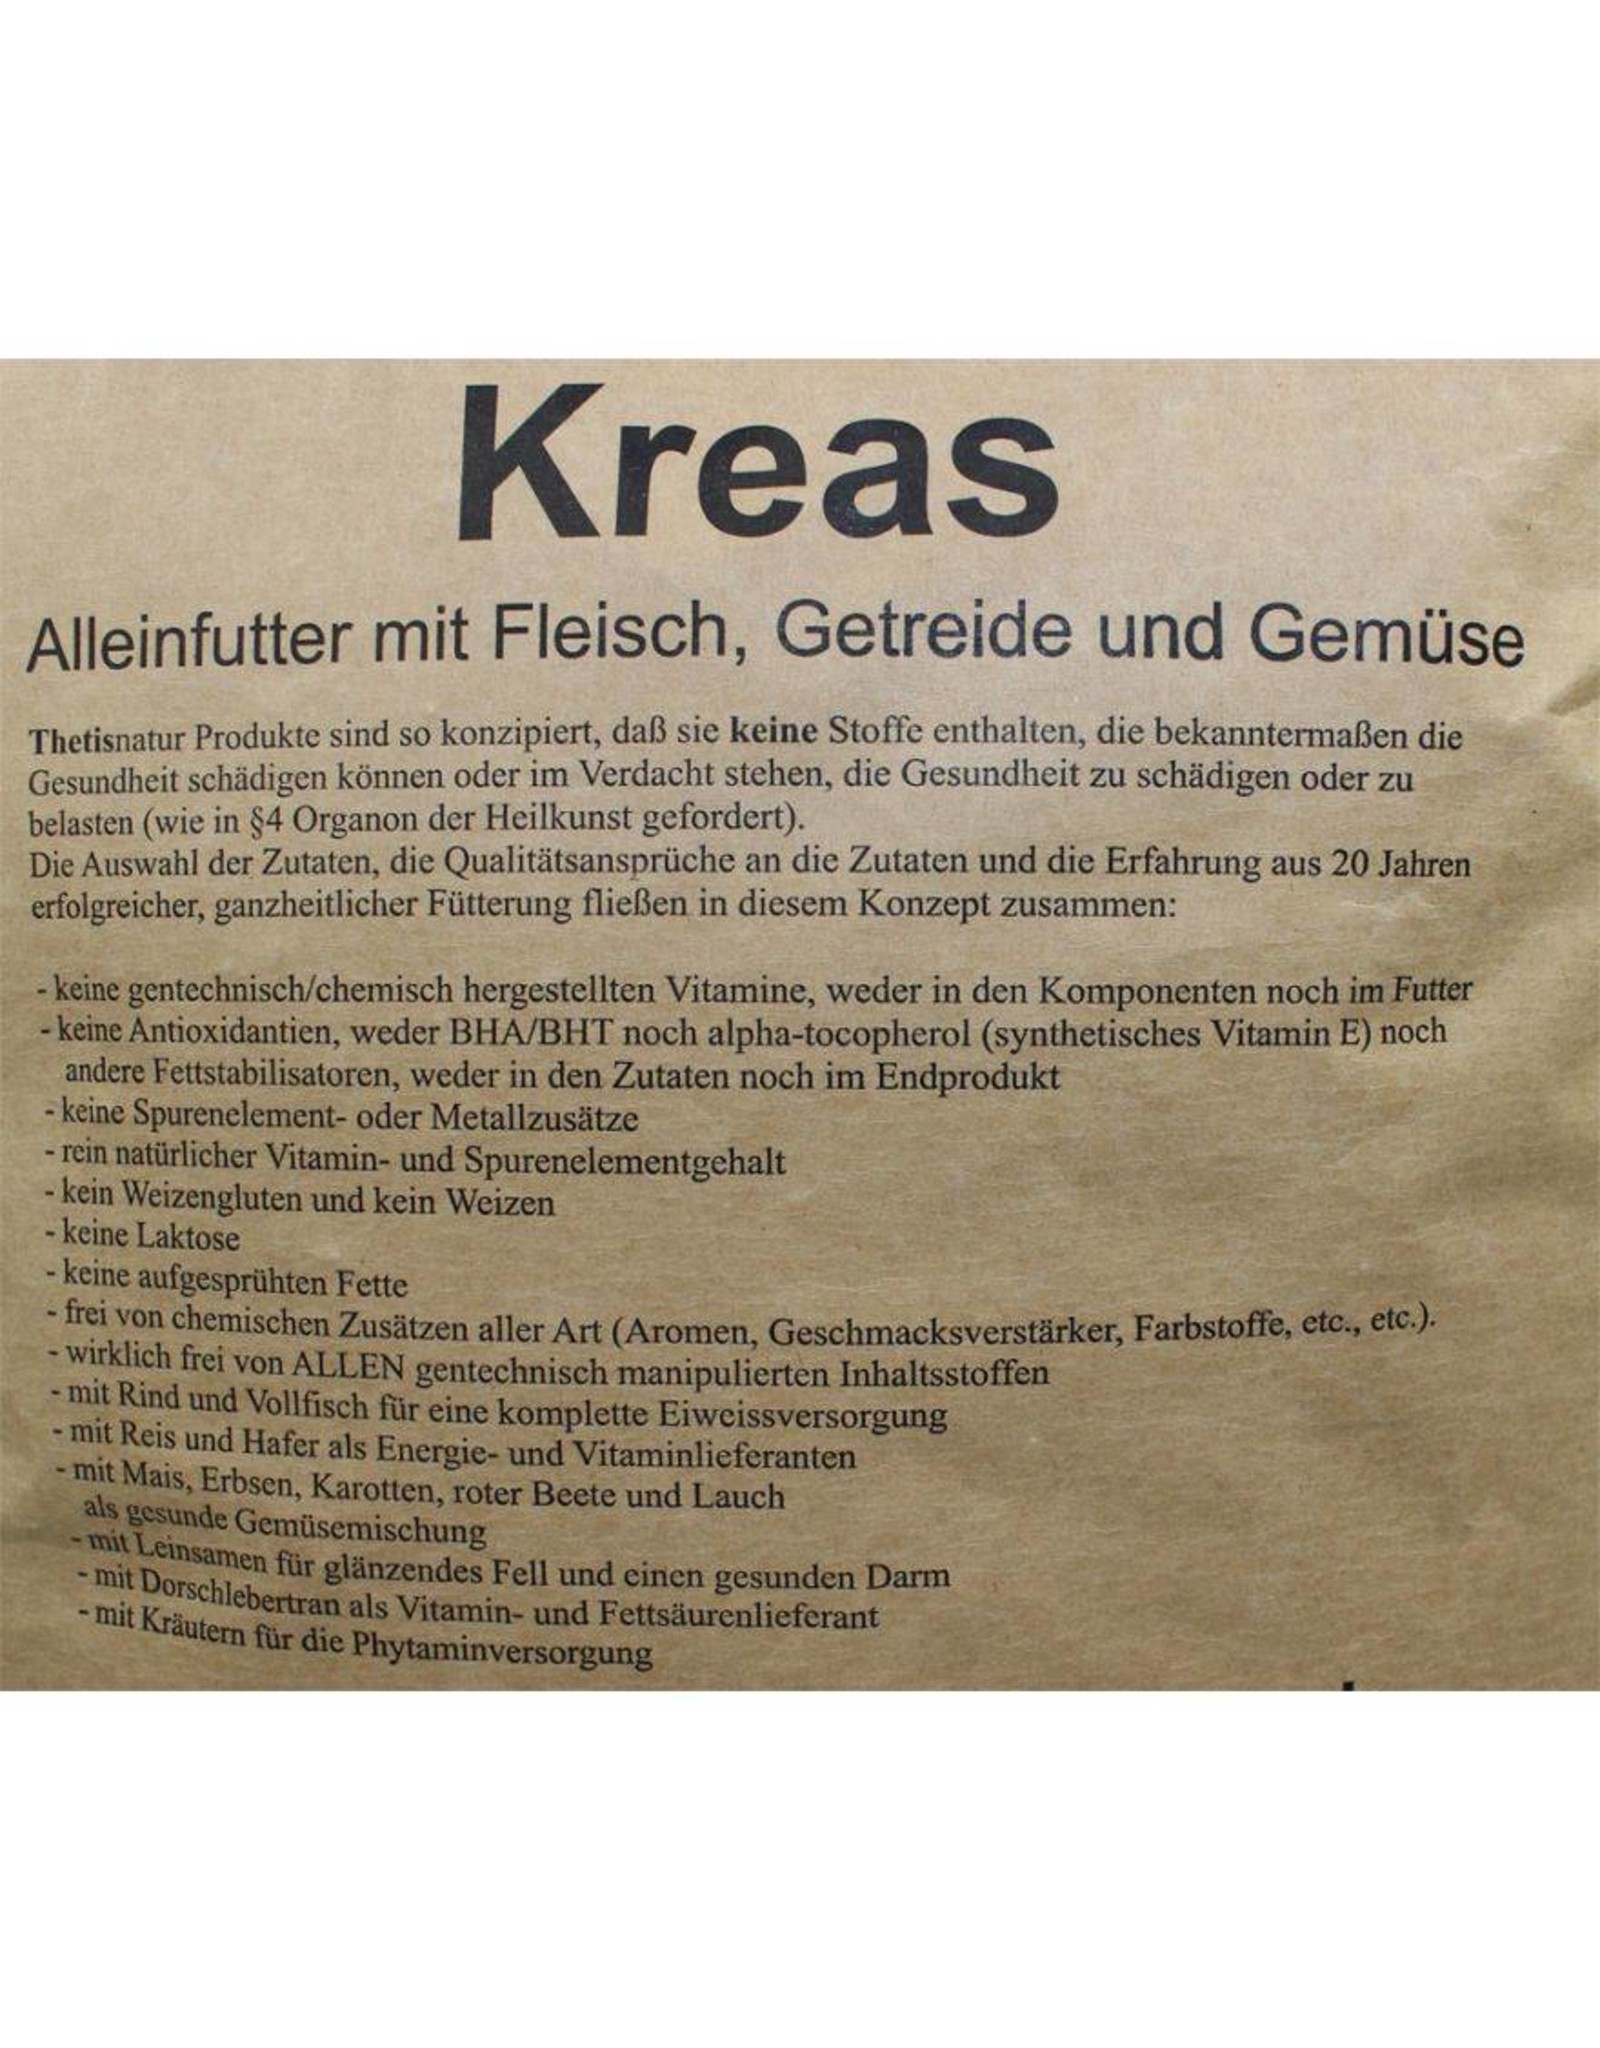 Kreas
Alleinfutter mit Fleisch, Getreide und Gemüse
Thetisnatur Produkte sind so konzipiert, daß sie keine Stoffe enthalten, die bekanntermaßen die
Gesundheit schädigen können oder im Verdacht stehen, die Gesundheit zu schädigen oder zu
belasten (wie in §4 Organon der Heilkunst gefordert).
Die Auswahl der Zutaten, die Qualitätsansprüche an die Zutaten und die Erfahrung aus 20 Jahren
erfolgreicher, ganzheitlicher Fütterung fließen in diesem Konzept zusammen:
- keine gentechnisch/chemisch hergestellten Vitamine, weder in den Komponenten noch im Futter
- keine Antioxidantien, weder BHA/BHT noch alpha-tocopherol (synthetisches Vitamin E) noch
andere Fettstabilisatoren, weder in den Zutaten noch im Endprodukt
- keine Spurenelement- oder Metallzusätze
- rein natürlicher Vitamin- und Spurenelementgehalt
- kein Weizengluten und kein Weizen
- keine Laktose
- keine aufgesprühten Fette
- frei von chemischen Zusätzen aller Art (Aromen, Geschmacksverstärker, Farbstoffe, etc., etc.).
- wirklich frei von ALLEN gentechnisch manipulierten Inhaltsstoffen
- mit Rind und Vollfisch für eine komplette Eiweissversorgung
- mit Reis und Hafer als Energie- und Vitaminlieferanten
- mit Mais, Erbsen, Karotten, roter Beete und Lauch
als gesunde Gemüsemischung
- mit Leinsamen für glänzendes Fell und einen gesunden Darm
- mit Dorschlebertran als Vitamin- und Fettsäurenlieferant
- mit Kräutern für die Phytaminversorgung